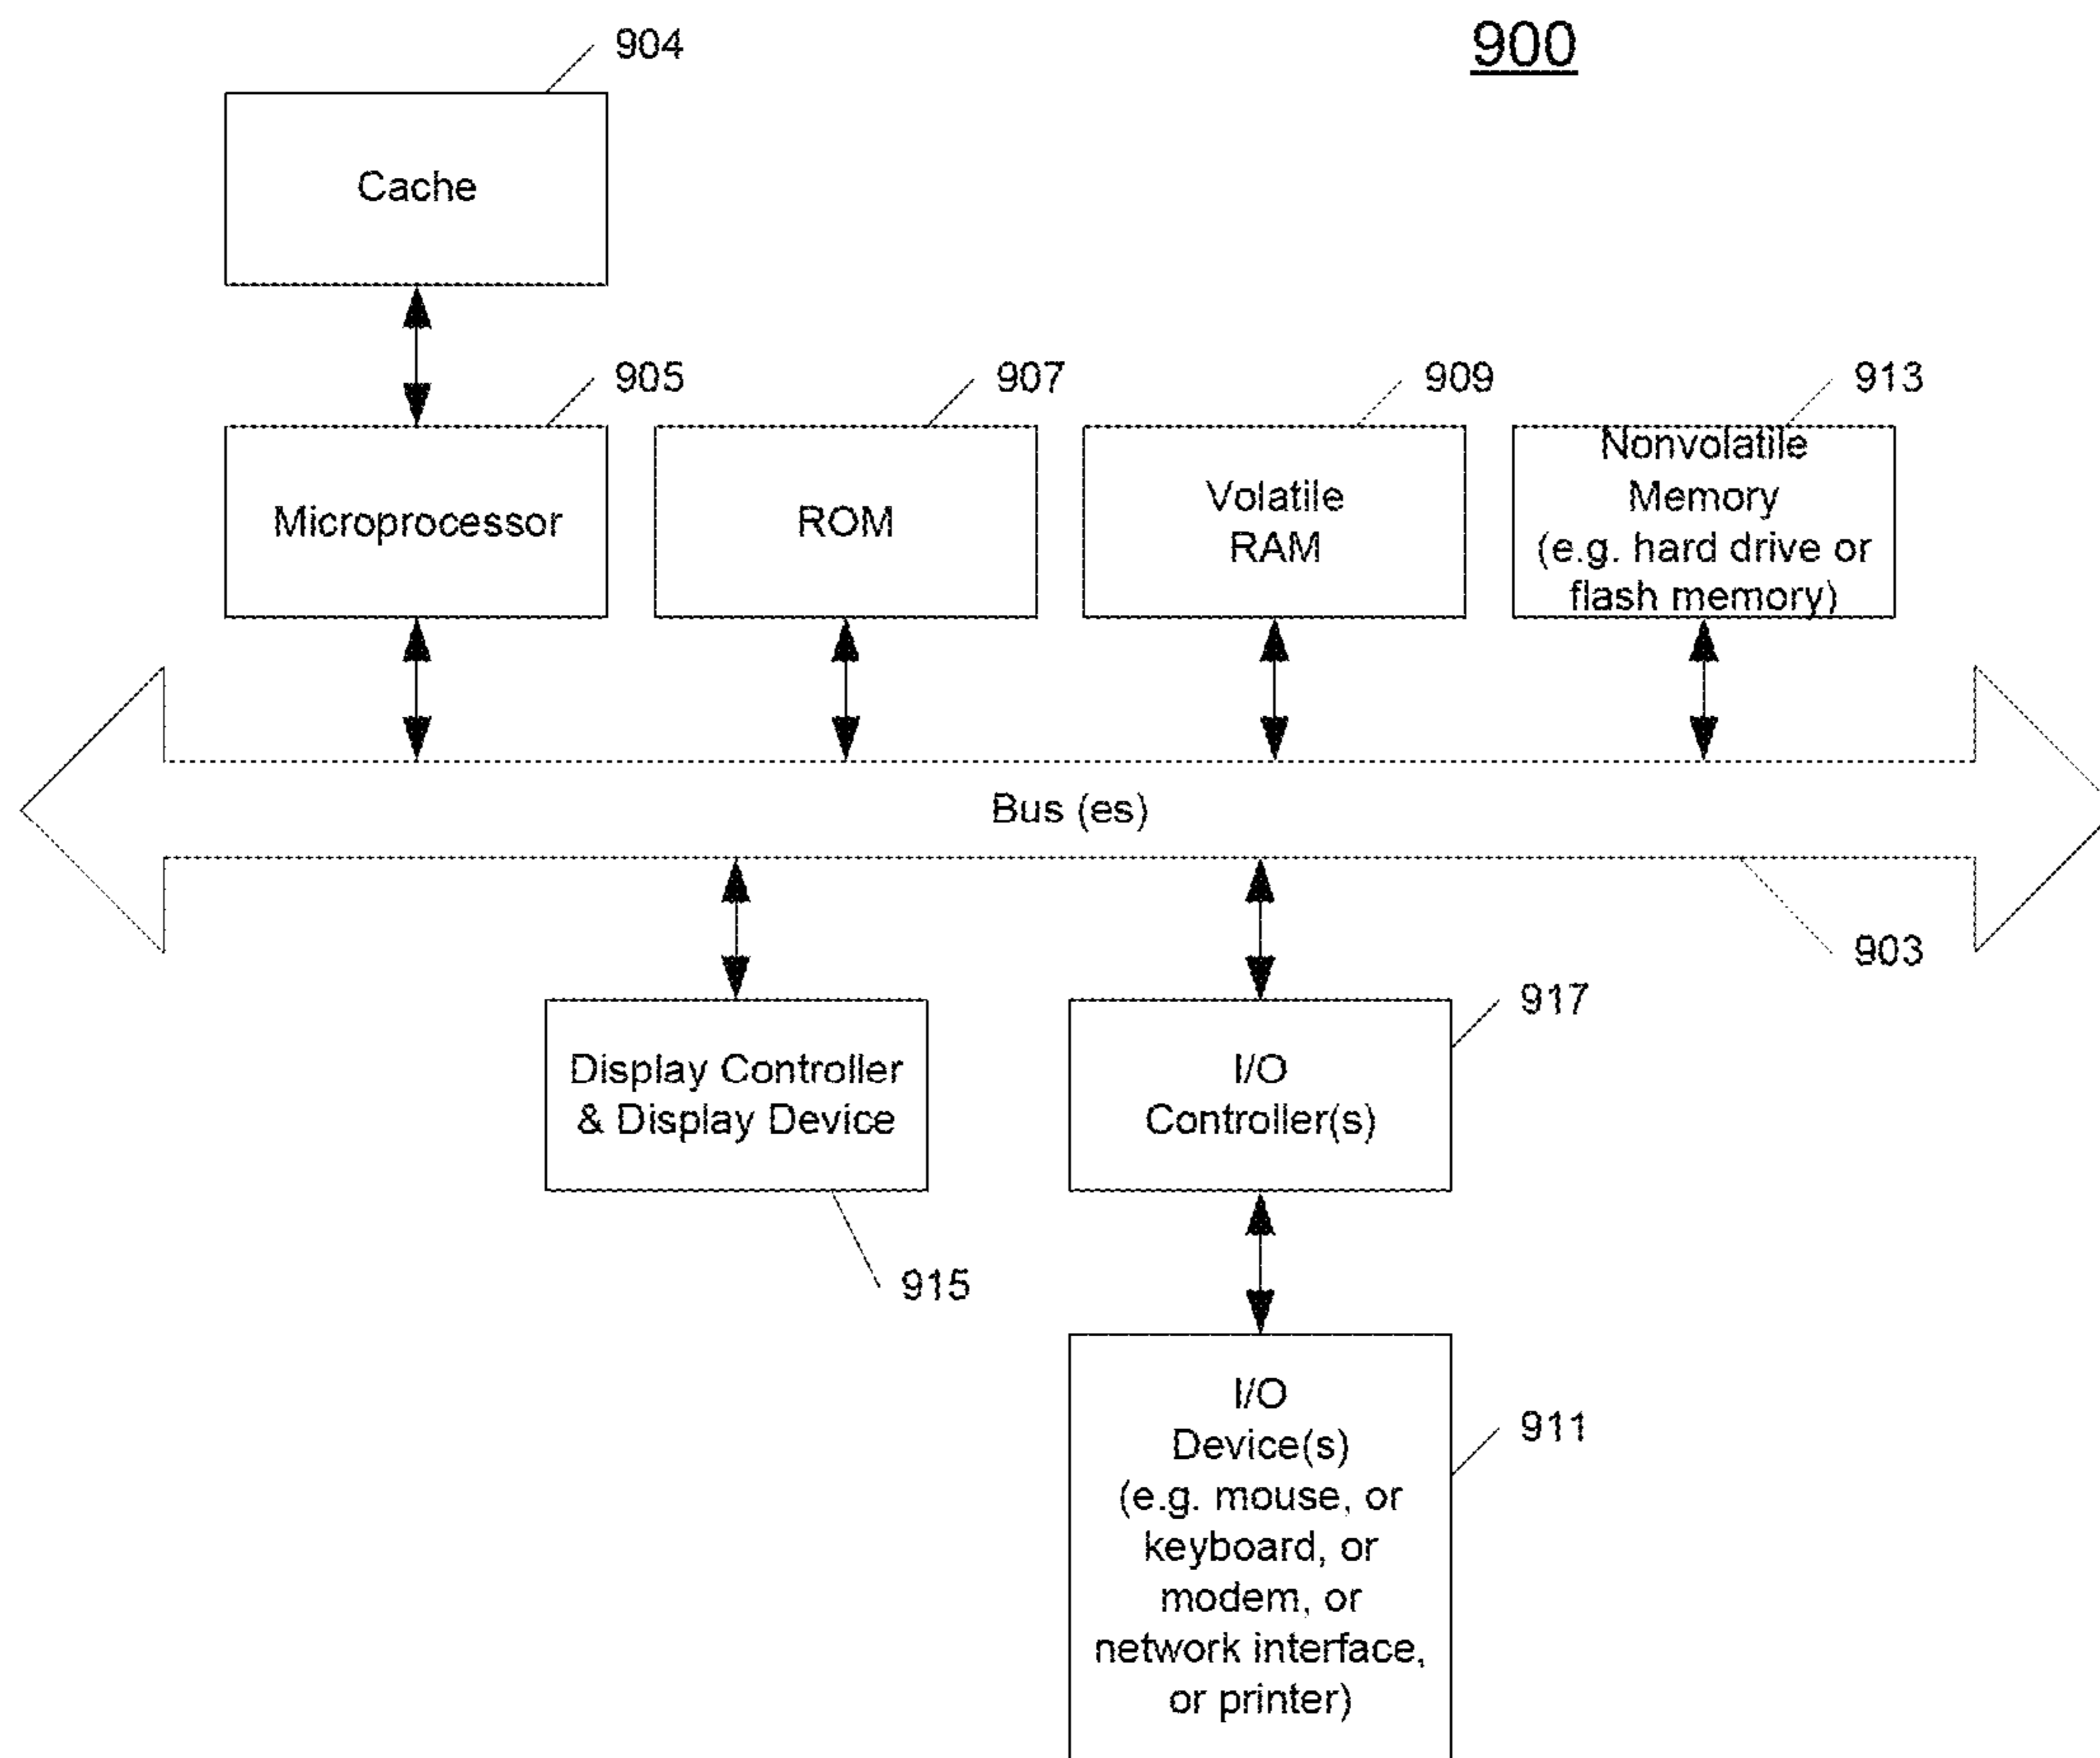 900
904
Cache
905
907
909
913
Microprocessor
ROM
Volatile
RAM
Nonvolatile
Memory
(e.g. hard drive or
flash memory)
Bus (es)
903
917
Display Controller
& Display Device
I/O
Controller(s)
915
911
I/O
Device(s)
(e.g. mouse, or
keyboard, or
modem, or
network interface,
or printer)